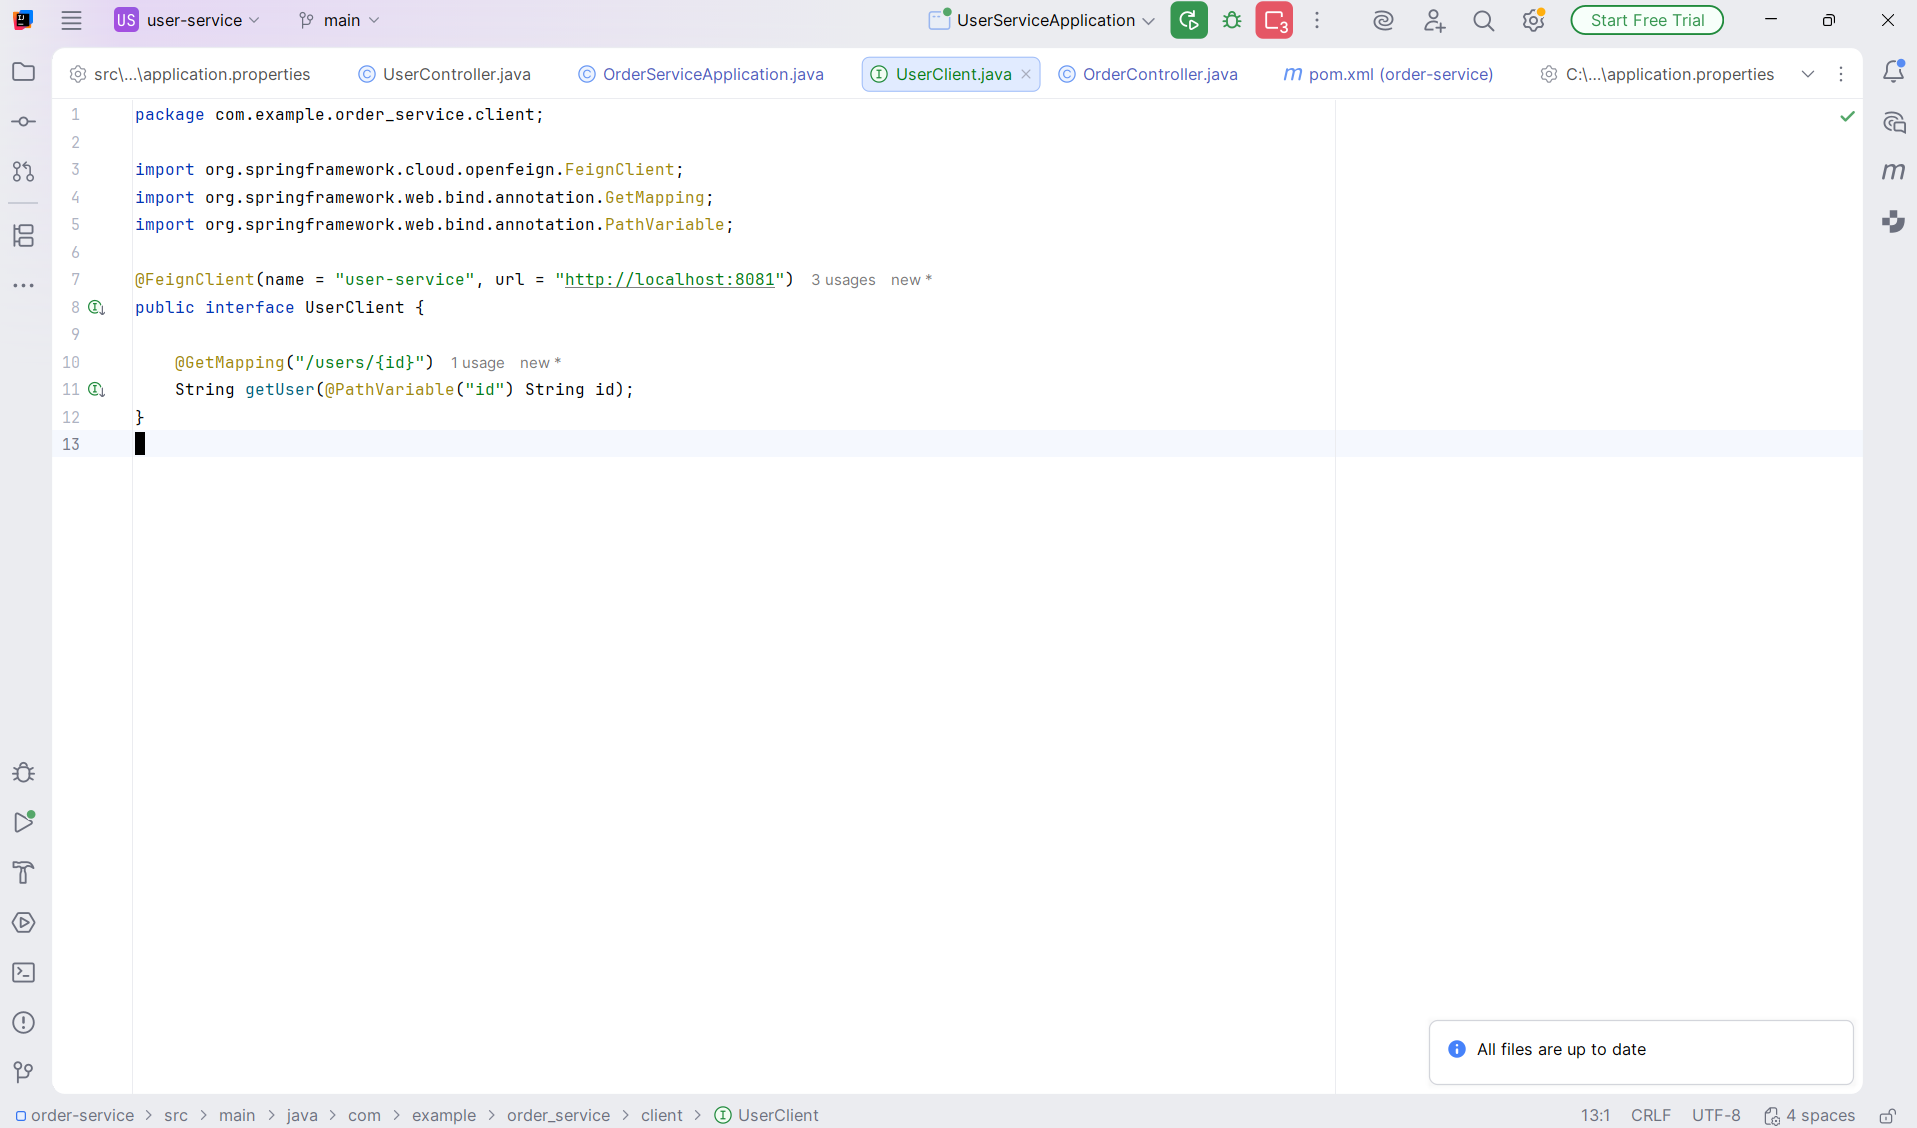 US user-service main UserServiceApplication 3 Start Free Trial
src\...\application.properties UserController.java OrderServiceApplication.java UserClient.java OrderController.java pom.xml (order-service) C:\...\application.properties
1 package com.example.order_service.client;
2
3 import org.springframework.cloud.openfeign.FeignClient;
4 import org.springframework.web.bind.annotation.GetMapping;
5 import org.springframework.web.bind.annotation.PathVariable;
6
7 @FeignClient(name = "user-service", url = "http://localhost:8081") 3 usages new *
8 public interface UserClient {
9
10 @GetMapping("/users/{id}") 1 usage new *
11 String getUser(@PathVariable("id") String id);
12 }
13
All files are up to date
order-service > src > main > java > com > example > order_service > client > UserClient 13:1 CRLF UTF-8 4 spaces